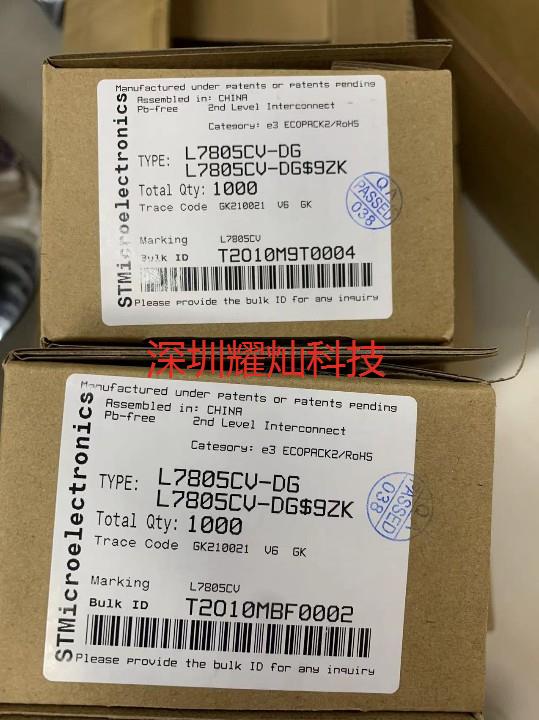 Manufactured under patents or patents pending
Assembled in: CHINA
Pb-free 2nd Level Interconnect
Category: e3 ECOPACK2/RoHS
STMicroelectronics
TYPE: L7805CV-DG
L7805CV-DG$9ZK
Total Qty: 1000
Trace Code GK210021 V6 GK
Q.A
PASSED
038
Marking L7805CV
Bulk ID T2010M9T0004
Please provide the bulk ID for any inquiry
深圳耀灿科技
Manufactured under patents or patents pending
Assembled in: CHINA
Pb-free 2nd Level Interconnect
Category: e3 ECOPACK2/RoHS
STMicroelectronics
TYPE: L7805CV-DG
L7805CV-DG$9ZK
Total Qty: 1000
Trace Code GK210021 V6 GK
PASSED
038
Marking L7805CV
Bulk ID T2010MBF0002
Please provide the bulk ID for any inquiry